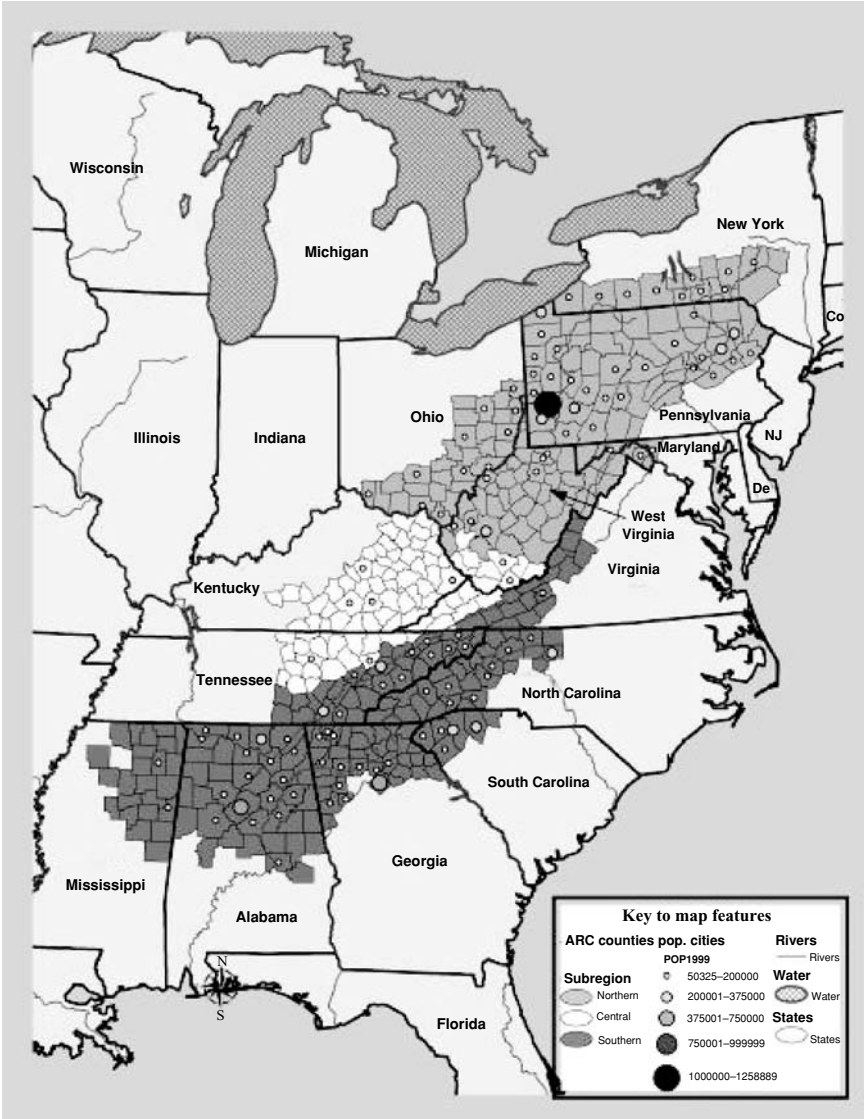 Wisconsin
Michigan
New York
Co
Illinois
Indiana
Ohio
Pennsylvania
NJ
Maryland
De
West
Virginia
Virginia
Kentucky
Tennessee
North Carolina
South Carolina
Mississippi
Alabama
Georgia
Florida
N
S
Key to map features
ARC counties pop. cities
POP1999
50325–200000
200001–375000
375001–750000
750001–999999
1000000–1258889
Subregion
Northern
Central
Southern
Rivers
Rivers
Water
Water
States
States